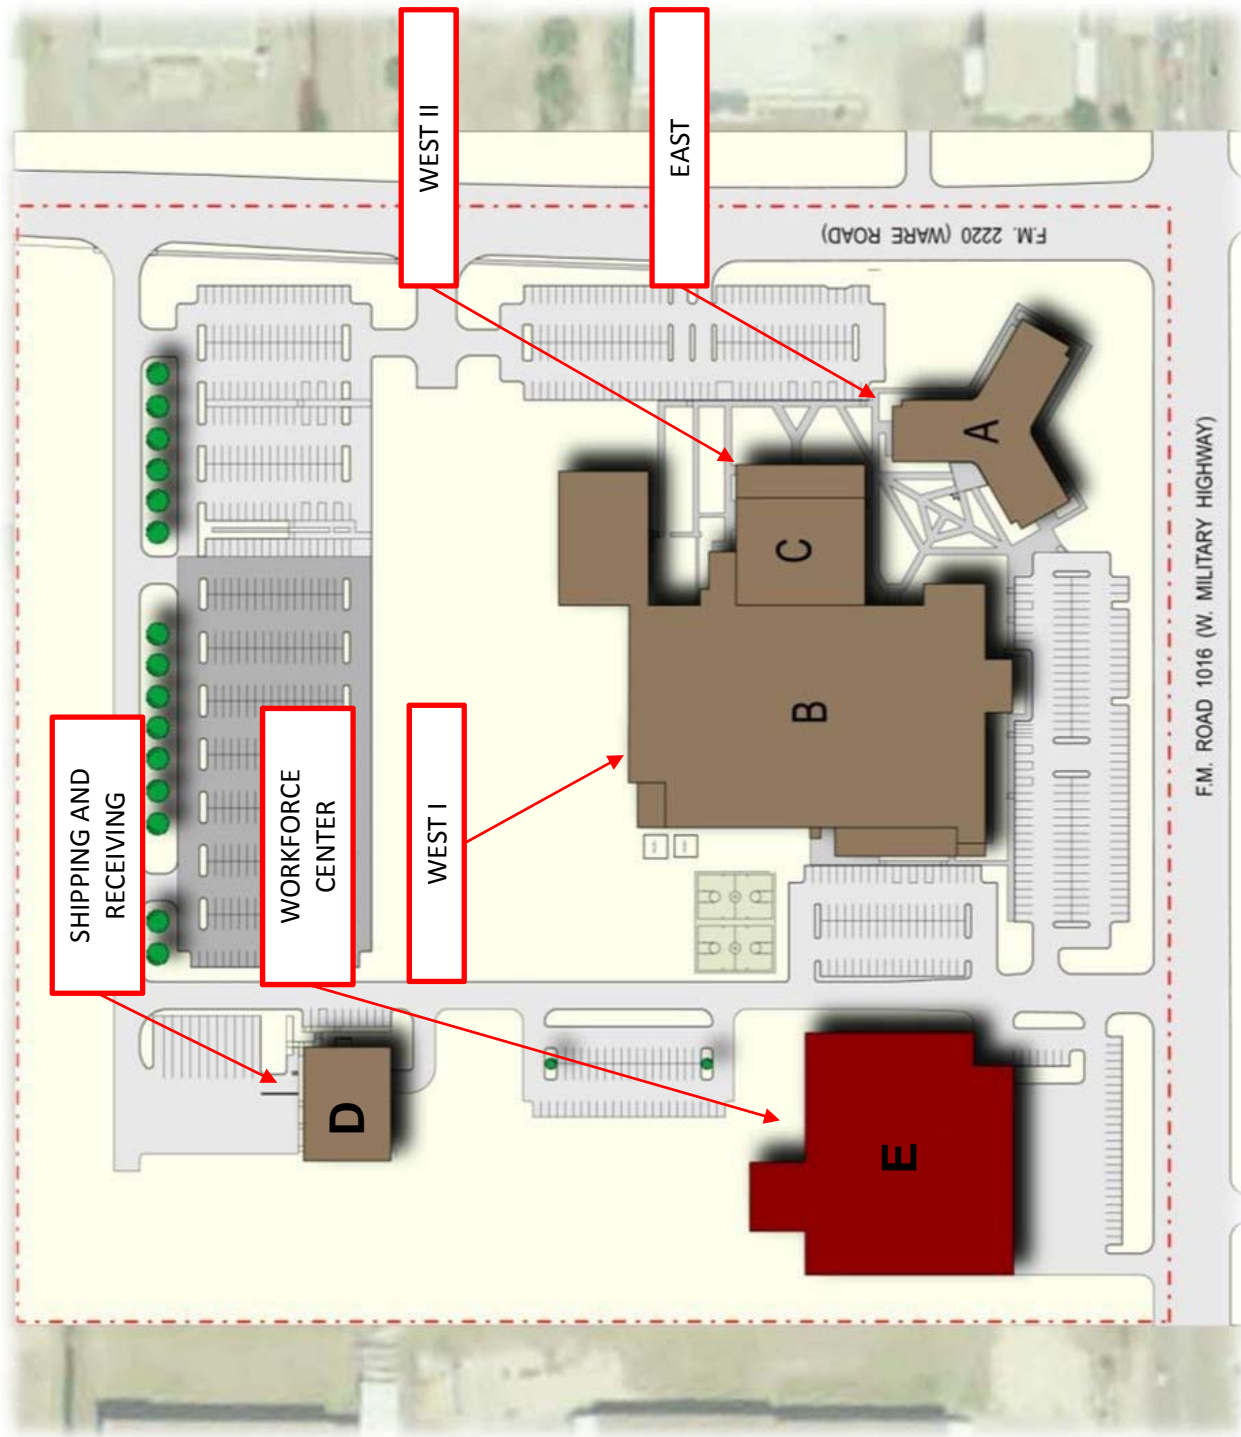 SHIPPING AND
RECEIVING
WORKFORCE
CENTER
WEST I
WEST II
EAST
F.M. 2220 (WARE ROAD)
A
C
B
D
E
F.M. ROAD 1016 (W. MILITARY HIGHWAY)